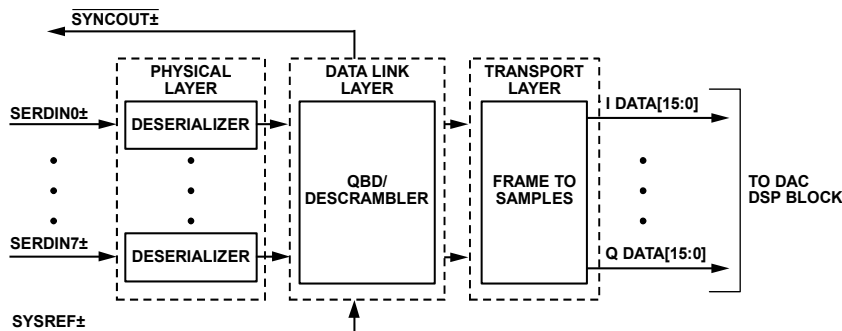 SYNCOUT±
PHYSICAL
LAYER
DATA LINK
LAYER
TRANSPORT
LAYER
SERDIN0±
DESERIALIZER
I DATA[15:0]
QBD/
DESCRAMBLER
FRAME TO
SAMPLES
TO DAC
DSP BLOCK
SERDIN7±
DESERIALIZER
Q DATA[15:0]
SYSREF±